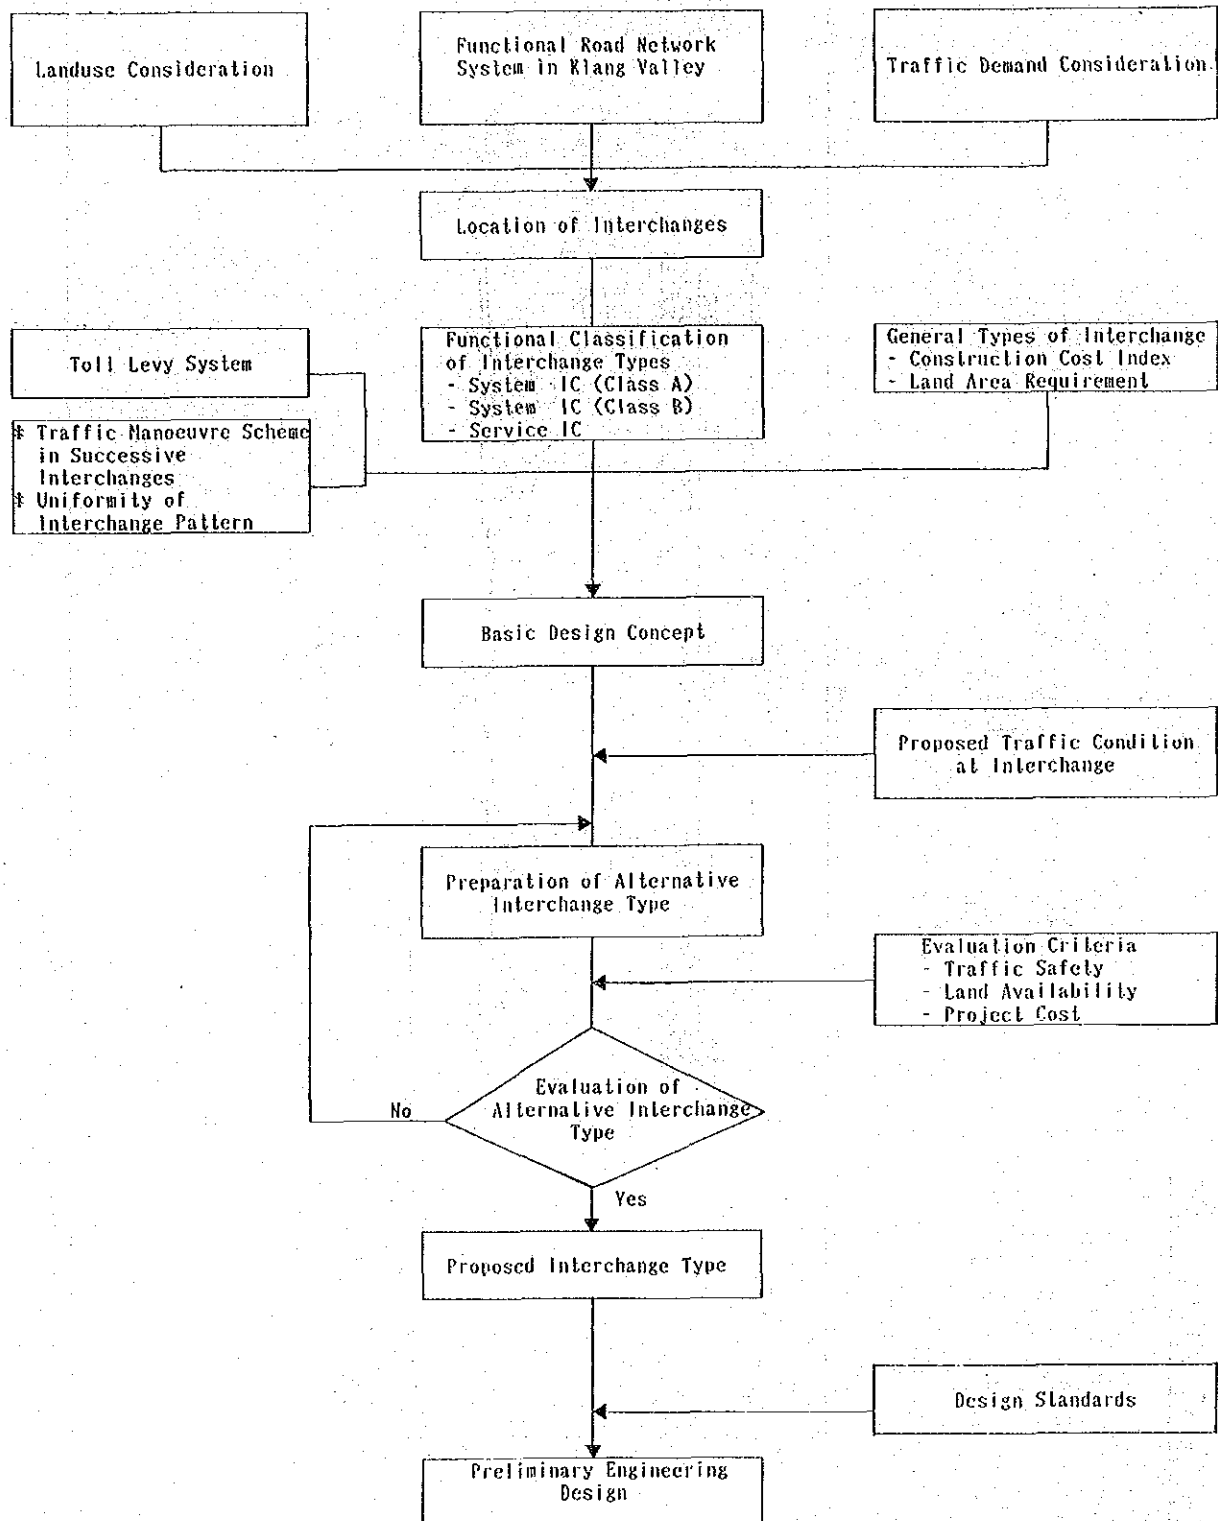 Landuse Consideration
Functional Road Network
System in Klang Valley
Traffic Demand Consideration
Location of Interchanges
Toll Levy System
* Traffic Manoeuvre Scheme
in Successive
Interchanges
* Uniformity of
Interchange Pattern
Functional Classification
of Interchange Types
- System IC (Class A)
- System IC (Class B)
- Service IC
General Types of Interchange
- Construction Cost Index
- Land Area Requirement
Basic Design Concept
Proposed Traffic Condition
at Interchange
Preparation of Alternative
Interchange Type
Evaluation Criteria
- Traffic Safety
- Land Availability
- Project Cost
Evaluation of
Alternative Interchange
Type
No
Yes
Proposed Interchange Type
Design Standards
Preliminary Engineering
Design